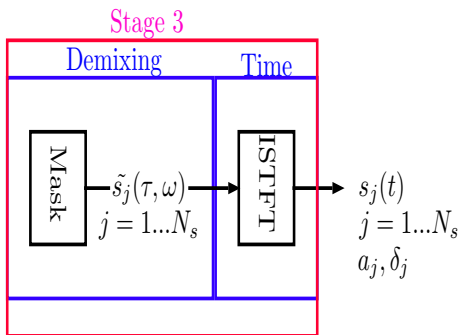 Stage 3
Demixing
Time
Mask
s̃_j(τ, ω)
j = 1...N_s
ISTFT
s_j(t)
j = 1...N_s
a_j, δ_j